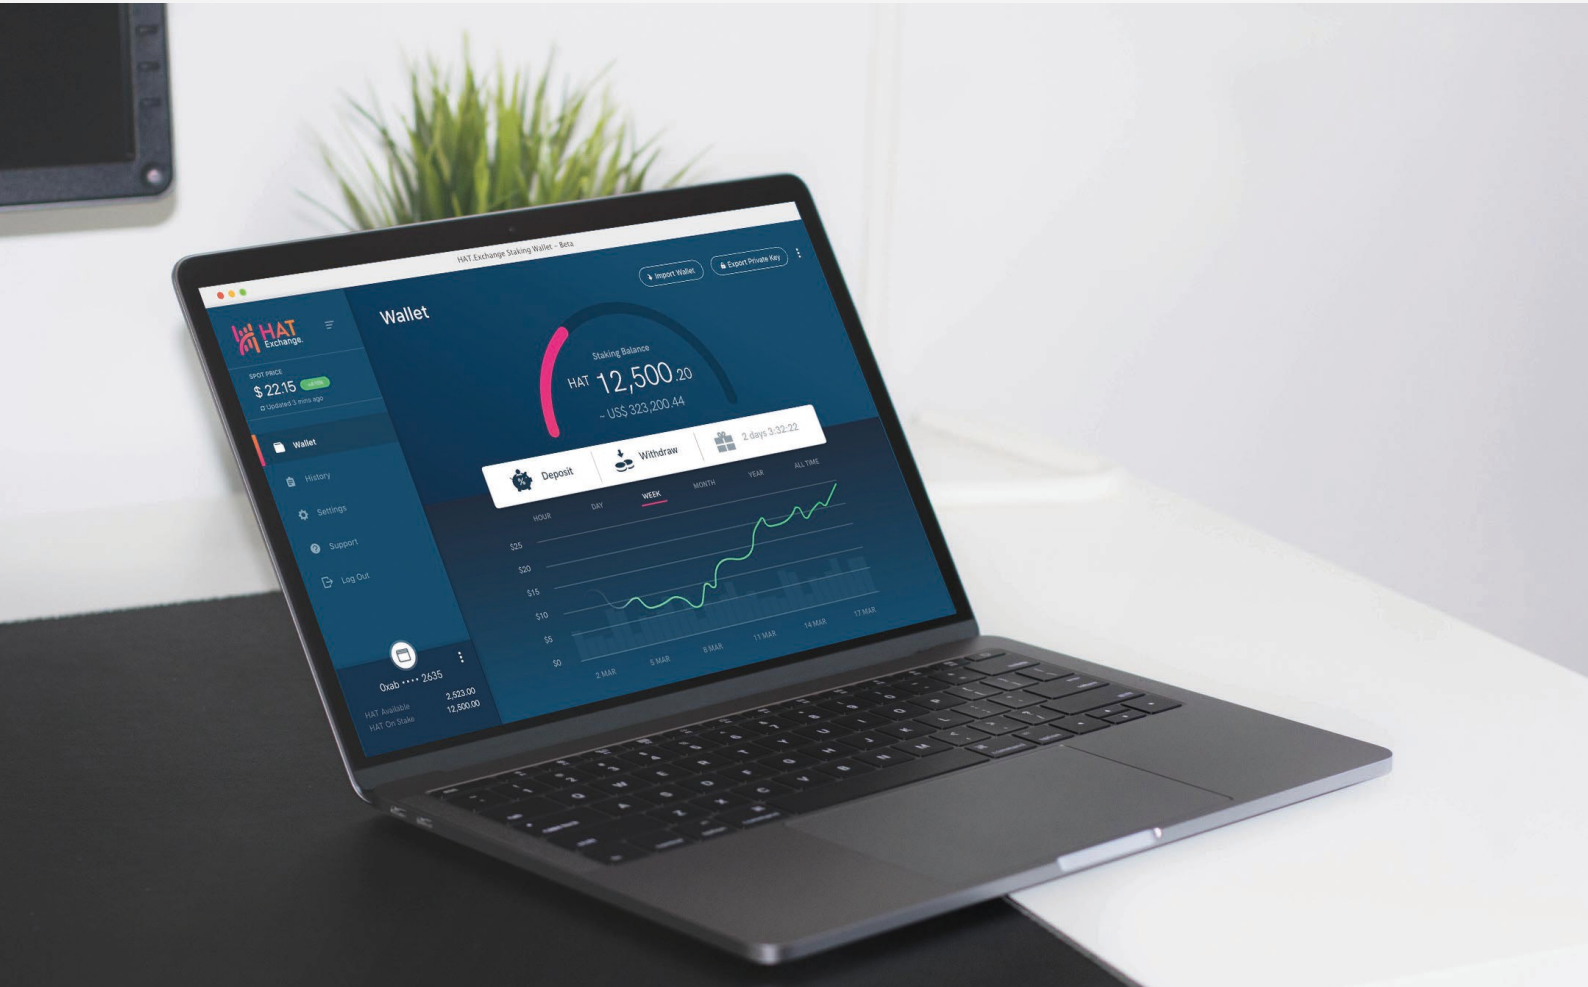 HAT.Exchange Staking Wallet – Beta
HAT
Exchange.
SPOT PRICE
$ 22.15
Updated 3 mins ago
Wallet
History
Settings
Support
Log Out
0xab •••• 2635
HAT Available 2,523.00
HAT On Stake 12,500.00
Wallet
Import Wallet
Export Private Key
Staking Balance
HAT 12,500.20
~ US$ 323,200.44
Deposit
Withdraw
2 days 3:32:22
HOUR DAY WEEK MONTH YEAR ALL TIME
$25
$20
$15
$10
$5
$0
2 MAR 5 MAR 8 MAR 11 MAR 14 MAR 17 MAR